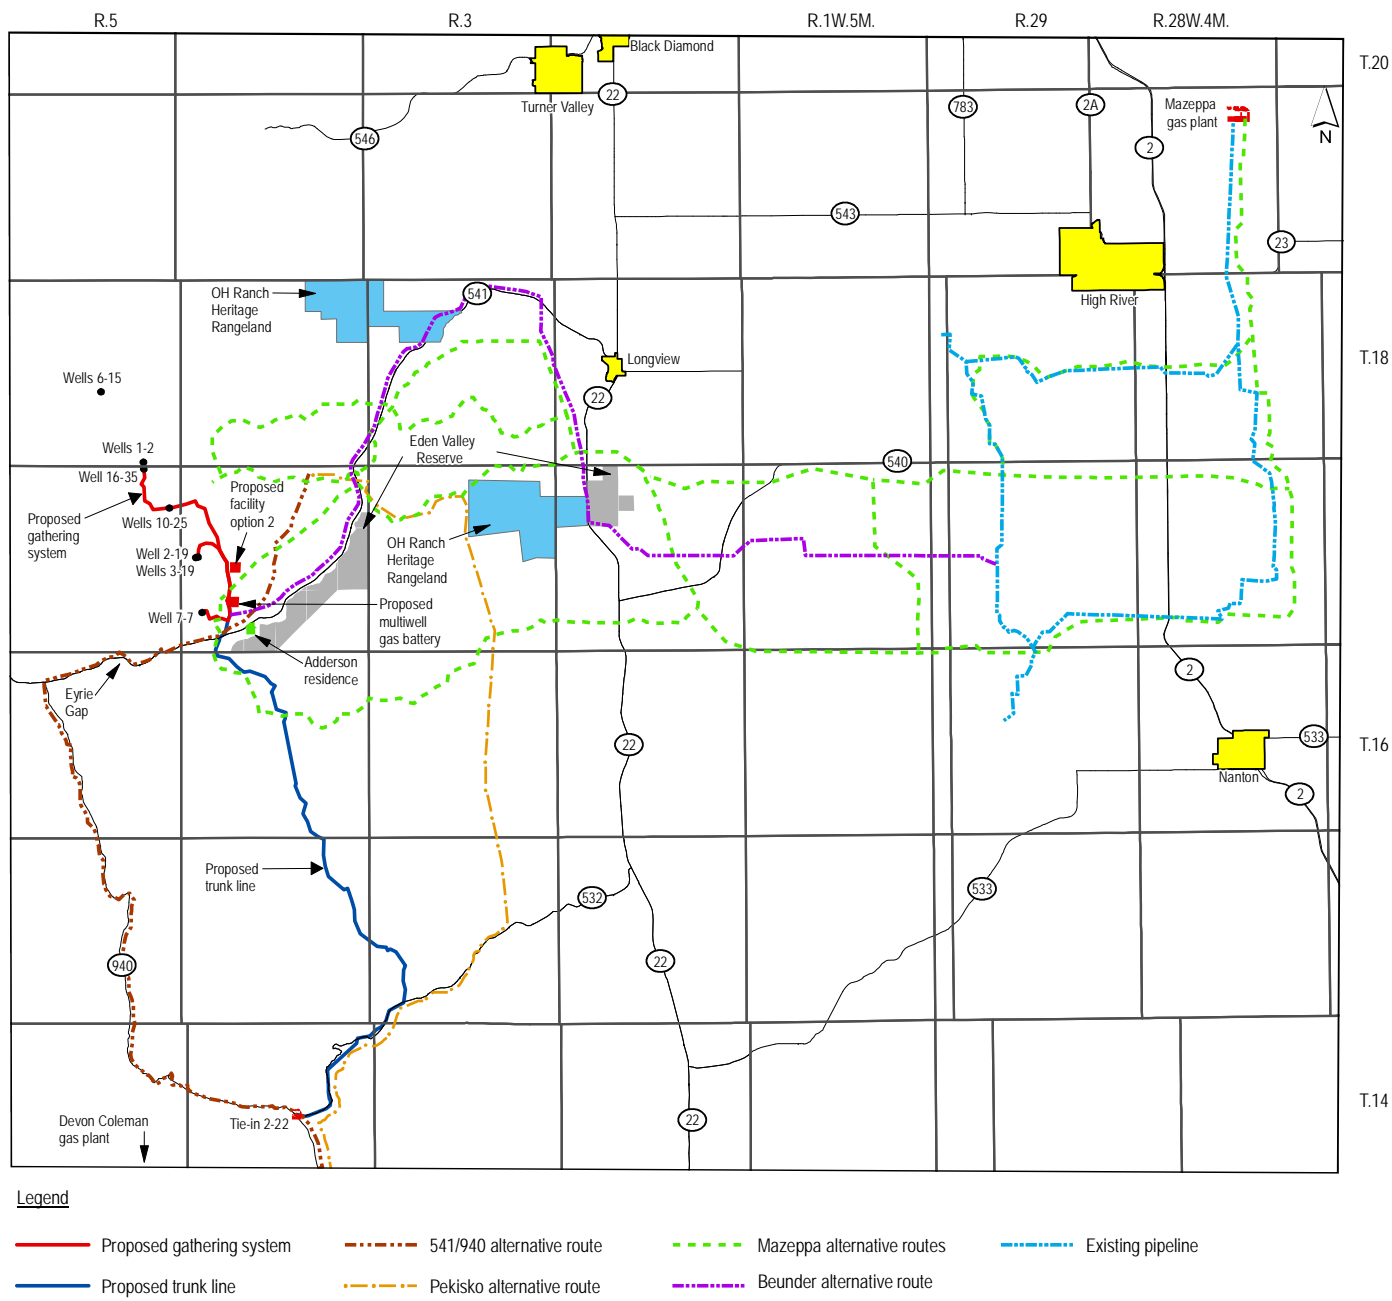 R.5
R.3
R.1W.5M.
R.29
R.28W.4M.
T.20
Black Diamond
Turner Valley
22
783
2A
Mazeppa
gas plant
N
546
2
543
23
OH Ranch
Heritage
Rangeland
541
High River
Longview
T.18
Wells 6-15
22
Eden Valley
Reserve
Wells 1-2
Well 16-35
540
Proposed
facility
option 2
Proposed
gathering
system
Wells 10-25
OH Ranch
Heritage
Rangeland
Well 2-19
Wells 3-19
Well 7-7
Proposed
multiwell
gas battery
Adderson
residence
Eyrie
Gap
2
22
533
T.16
Nanton
2
Proposed
trunk line
532
533
940
22
Devon Coleman
gas plant
Tie-in 2-22
22
T.14
Legend
Proposed gathering system
541/940 alternative route
Mazeppa alternative routes
Existing pipeline
Proposed trunk line
Pekisko alternative route
Beunder alternative route